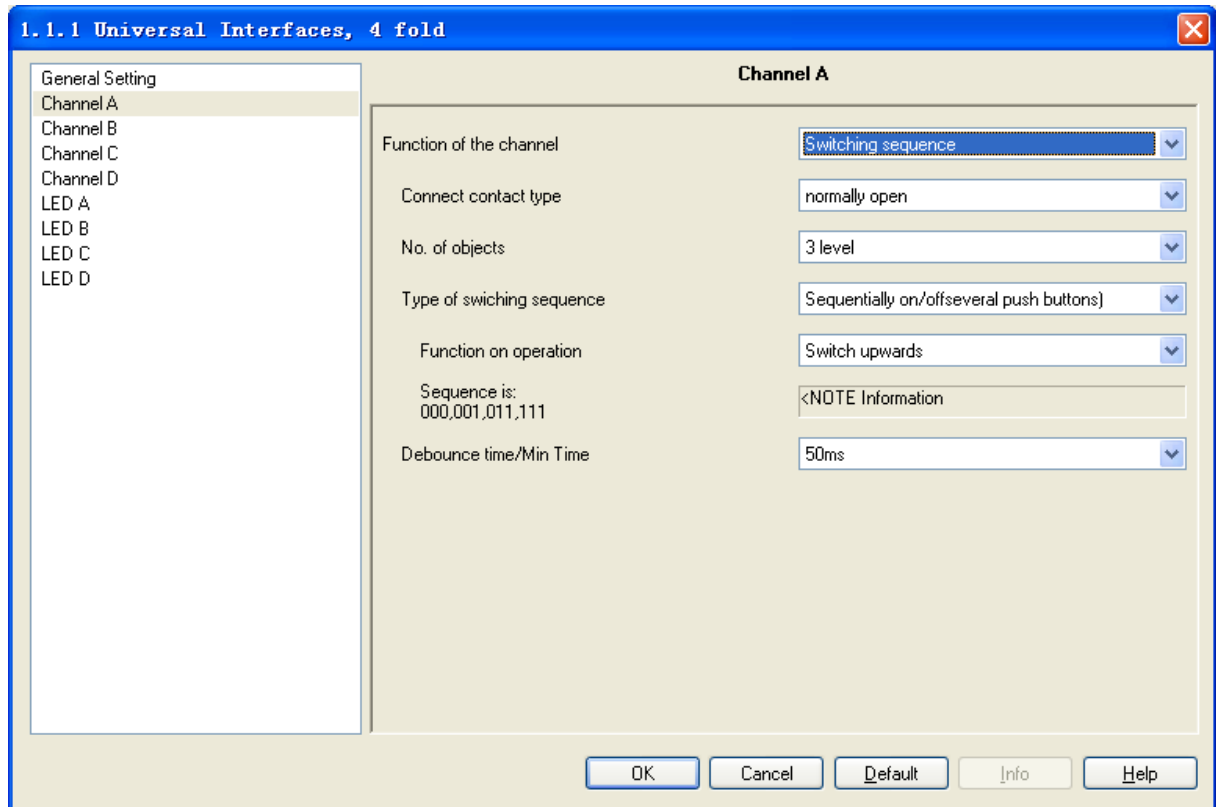 1.1.1 Universal Interfaces, 4 fold
General Setting
Channel A
Channel B
Channel C
Channel D
LED A
LED B
LED C
LED D
Channel A
Function of the channel
Switching sequence
Connect contact type
normally open
No. of objects
3 level
Type of swiching sequence
Sequentially on/offseveral push buttons)
Function on operation
Switch upwards
Sequence is:
000,001,011,111
<NOTE Information
Debounce time/Min Time
50ms
OK
Cancel
Default
Info
Help